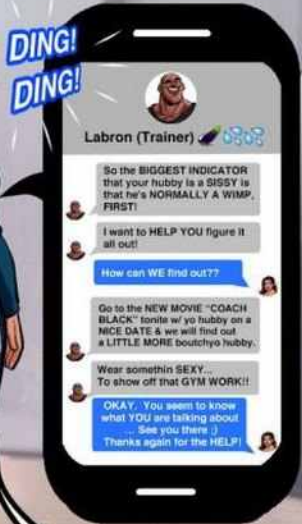 DING!
DING!
Labron (Trainer) 🍆💦💦
So the BIGGEST INDICATOR
that your hubby is a SISSY is
that he's NORMALLY A WIMP,
FIRST!
I want to HELP YOU figure it
all out!
How can WE find out??
Go to the NEW MOVIE "COACH
BLACK" tonite w/ yo hubby on a
NICE DATE & we will find out
a LITTLE MORE boutchyo hubby.
Wear somethin SEXY...
To show off that GYM WORK!!
OKAY. You seem to know
what YOU are talking about
... See you there ;)
Thanks again for the HELP!